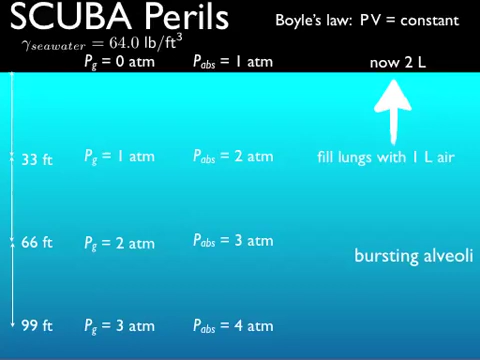 SCUBA Perils
Boyle's law: P V = constant
γseawater = 64.0 lb/ft³
Pg = 0 atm Pabs = 1 atm now 2 L
33 ft Pg = 1 atm Pabs = 2 atm fill lungs with 1 L air
66 ft Pg = 2 atm Pabs = 3 atm
bursting alveoli
99 ft Pg = 3 atm Pabs = 4 atm